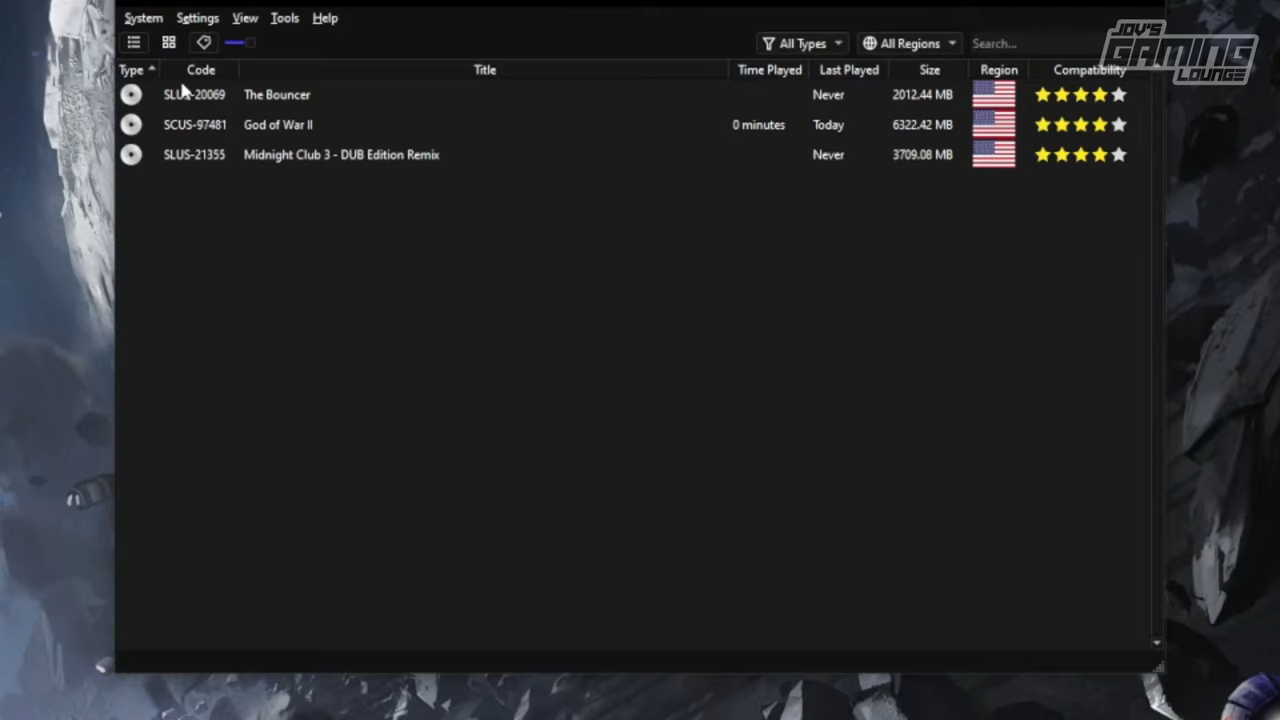 System Settings View Tools Help
All Types All Regions Search...
JOY'S
GAMING
LOUNGE
Type Code Title Time Played Last Played Size Region Compatibility
SLUS-20069 The Bouncer Never 2012.44 MB
SCUS-97481 God of War II 0 minutes Today 6322.42 MB
SLUS-21355 Midnight Club 3 - DUB Edition Remix Never 3709.08 MB